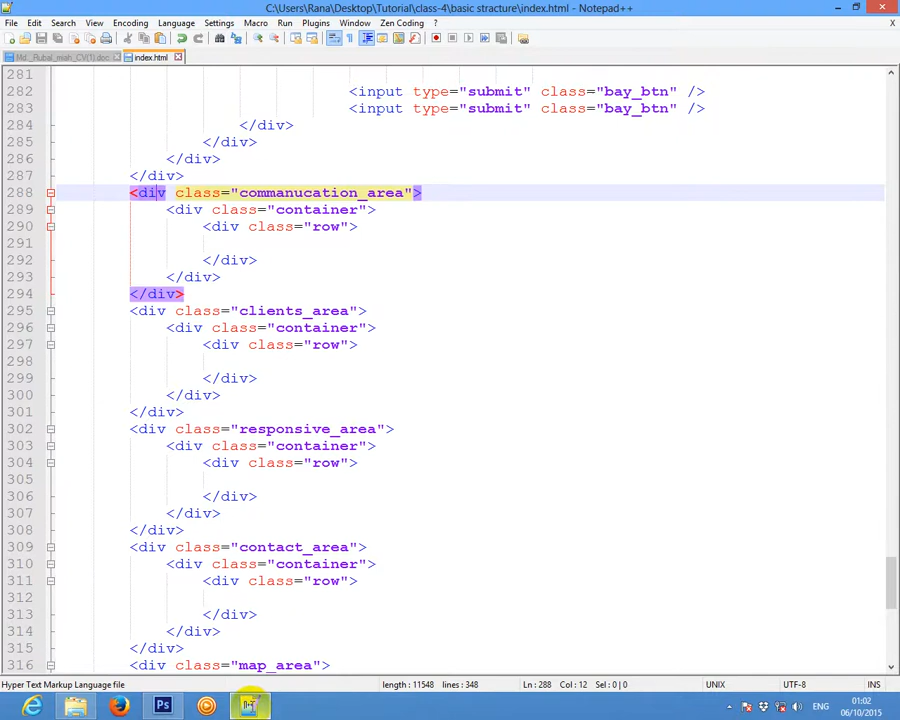 C:\Users\Rana\Desktop\Tutorial\class-4\basic stracture\index.html - Notepad++
File Edit Search View Encoding Language Settings Macro Run Plugins Window Zen Coding ?
Md._Rubal_miah_CV(1).doc index.html
281
282 <input type="submit" class="bay_btn" />
283 <input type="submit" class="bay_btn" />
284 </div>
285 </div>
286 </div>
287 </div>
288 <div class="commanucation_area">
289 <div class="container">
290 <div class="row">
291
292 </div>
293 </div>
294 </div>
295 <div class="clients_area">
296 <div class="container">
297 <div class="row">
298
299 </div>
300 </div>
301 </div>
302 <div class="responsive_area">
303 <div class="container">
304 <div class="row">
305
306 </div>
307 </div>
308 </div>
309 <div class="contact_area">
310 <div class="container">
311 <div class="row">
312
313 </div>
314 </div>
315 </div>
316 <div class="map_area">
Hyper Text Markup Language file length : 11548 lines : 348 Ln : 288 Col : 12 Sel : 0 | 0 UNIX UTF-8 INS
ENG 01:02
06/10/2015